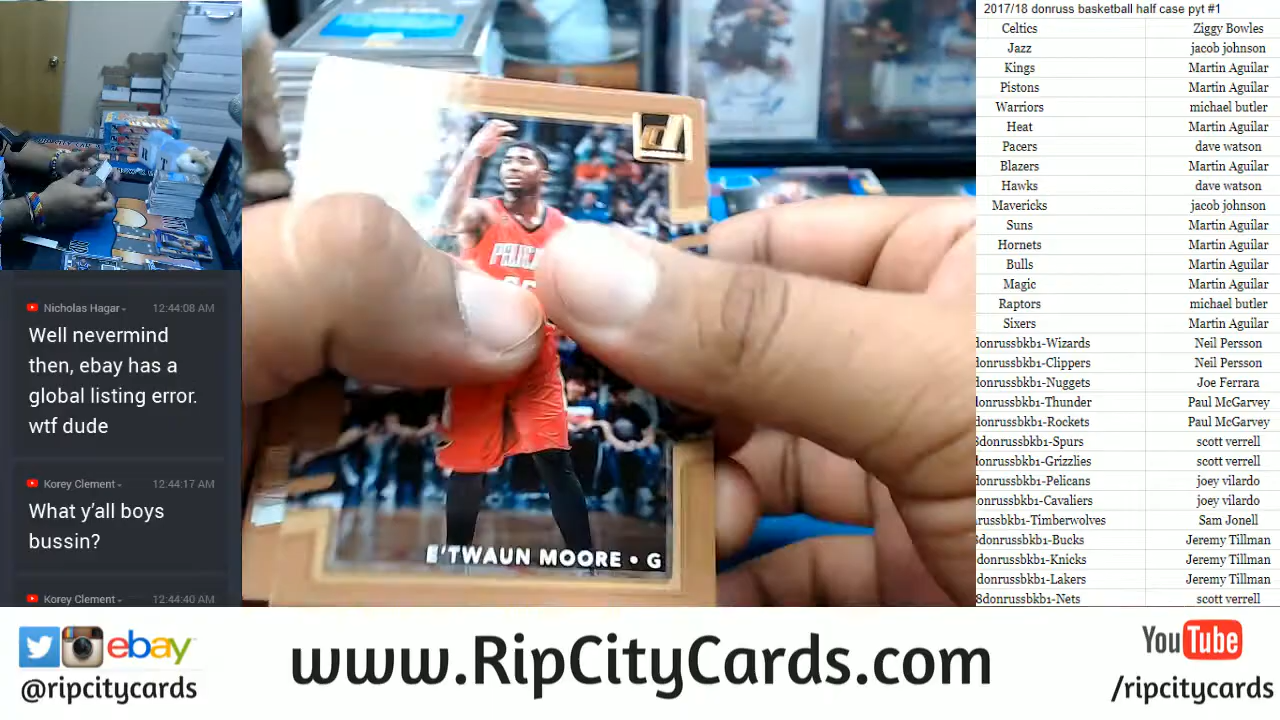 Nicholas Hagar 12:44:08 AM
Well nevermind
then, ebay has a
global listing error.
wtf dude
Korey Clement 12:44:17 AM
What y'all boys
bussin?
Korey Clement 12:44:40 AM
E'TWAUN MOORE • G
2017/18 donruss basketball half case pyt #1
Celtics Ziggy Bowles
Jazz jacob johnson
Kings Martin Aguilar
Pistons Martin Aguilar
Warriors michael butler
Heat Martin Aguilar
Pacers dave watson
Blazers Martin Aguilar
Hawks dave watson
Mavericks jacob johnson
Suns Martin Aguilar
Hornets Martin Aguilar
Bulls Martin Aguilar
Magic Martin Aguilar
Raptors michael butler
Sixers Martin Aguilar
donrussbkb1-Wizards Neil Persson
donrussbkb1-Clippers Neil Persson
donrussbkb1-Nuggets Joe Ferrara
donrussbkb1-Thunder Paul McGarvey
donrussbkb1-Rockets Paul McGarvey
8donrussbkb1-Spurs scott verrell
donrussbkb1-Grizzlies scott verrell
donrussbkb1-Pelicans joey vilardo
onrussbkb1-Cavaliers joey vilardo
russbkb1-Timberwolves Sam Jonell
donrussbkb1-Bucks Jeremy Tillman
donrussbkb1-Knicks Jeremy Tillman
donrussbkb1-Lakers Jeremy Tillman
8donrussbkb1-Nets scott verrell
ebay
@ripcitycards
www.RipCityCards.com
YouTube
/ripcitycards